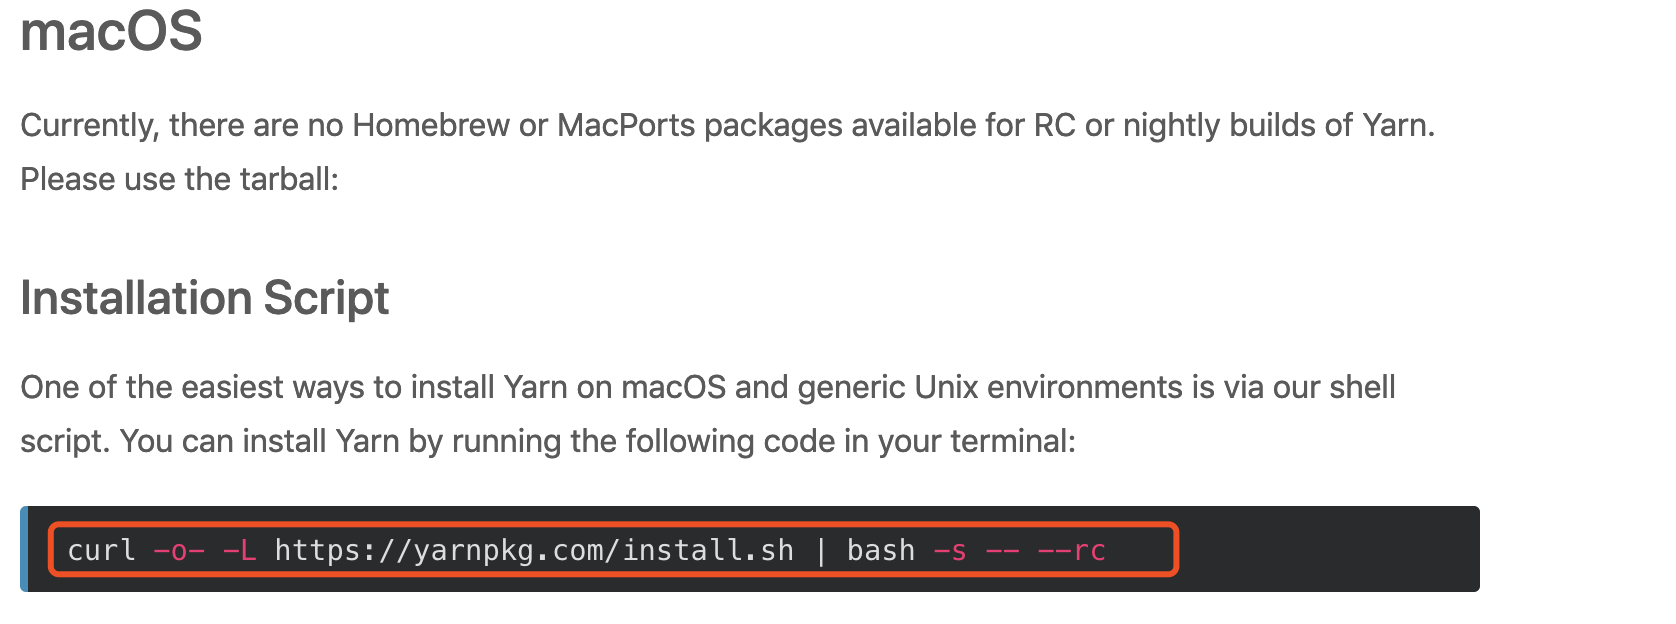 macOS
Currently, there are no Homebrew or MacPorts packages available for RC or nightly builds of Yarn.
Please use the tarball:
Installation Script
One of the easiest ways to install Yarn on macOS and generic Unix environments is via our shell
script. You can install Yarn by running the following code in your terminal:
curl -o- -L https://yarnpkg.com/install.sh | bash -s -- --rc